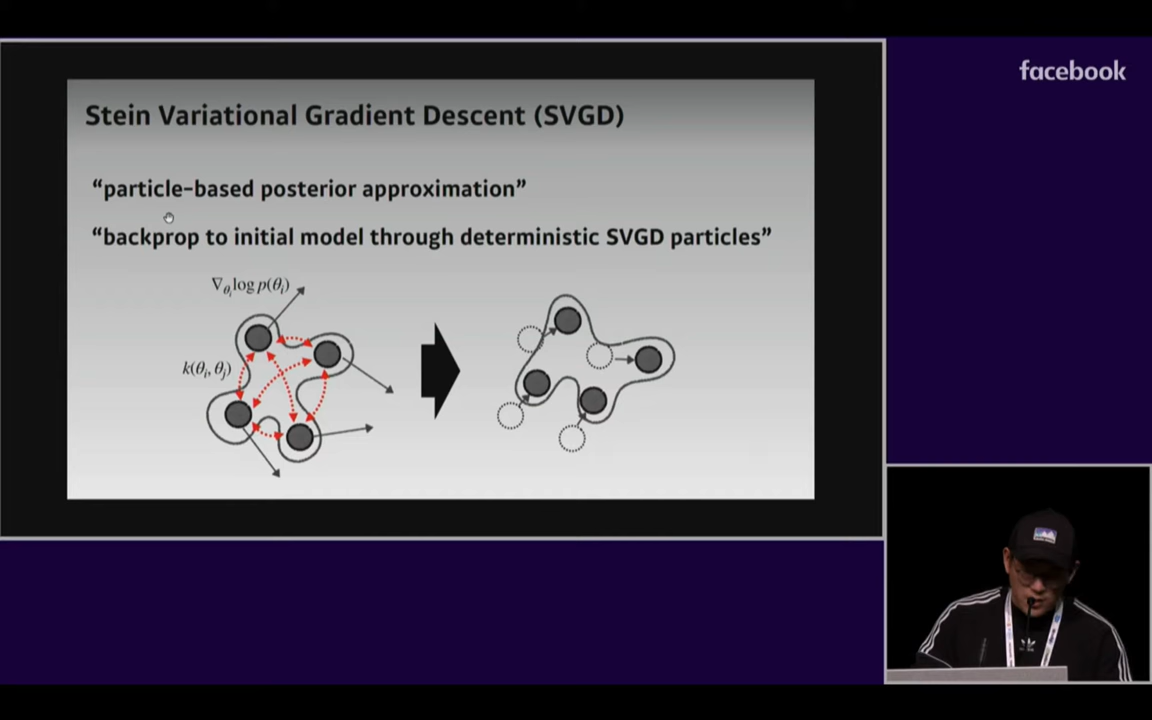 facebook
Stein Variational Gradient Descent (SVGD)
“particle-based posterior approximation”
“backprop to initial model through deterministic SVGD particles”
∇θᵢ log p(θᵢ)
k(θᵢ, θⱼ)